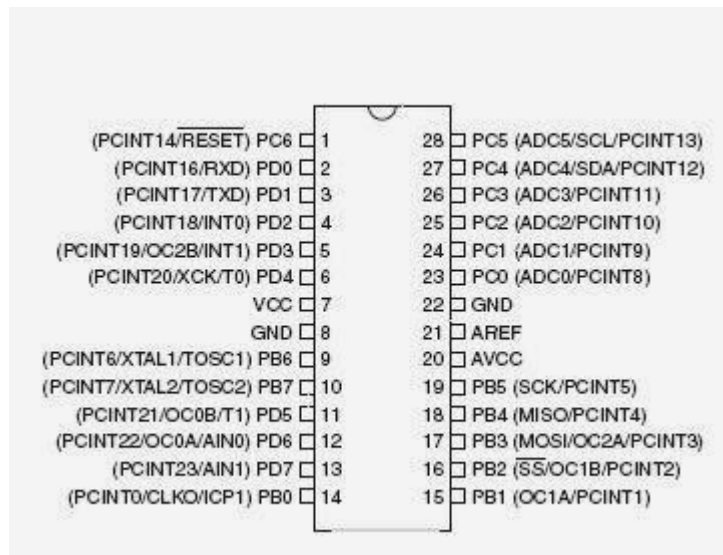 (PCINT14/RESET) PC6 1 28 PC5 (ADC5/SCL/PCINT13)
(PCINT16/RXD) PD0 2 27 PC4 (ADC4/SDA/PCINT12)
(PCINT17/TXD) PD1 3 26 PC3 (ADC3/PCINT11)
(PCINT18/INT0) PD2 4 25 PC2 (ADC2/PCINT10)
(PCINT19/OC2B/INT1) PD3 5 24 PC1 (ADC1/PCINT9)
(PCINT20/XCK/T0) PD4 6 23 PC0 (ADC0/PCINT8)
VCC 7 22 GND
GND 8 21 AREF
(PCINT6/XTAL1/TOSC1) PB6 9 20 AVCC
(PCINT7/XTAL2/TOSC2) PB7 10 19 PB5 (SCK/PCINT5)
(PCINT21/OC0B/T1) PD5 11 18 PB4 (MISO/PCINT4)
(PCINT22/OC0A/AIN0) PD6 12 17 PB3 (MOSI/OC2A/PCINT3)
(PCINT23/AIN1) PD7 13 16 PB2 (SS/OC1B/PCINT2)
(PCINT0/CLKO/ICP1) PB0 14 15 PB1 (OC1A/PCINT1)